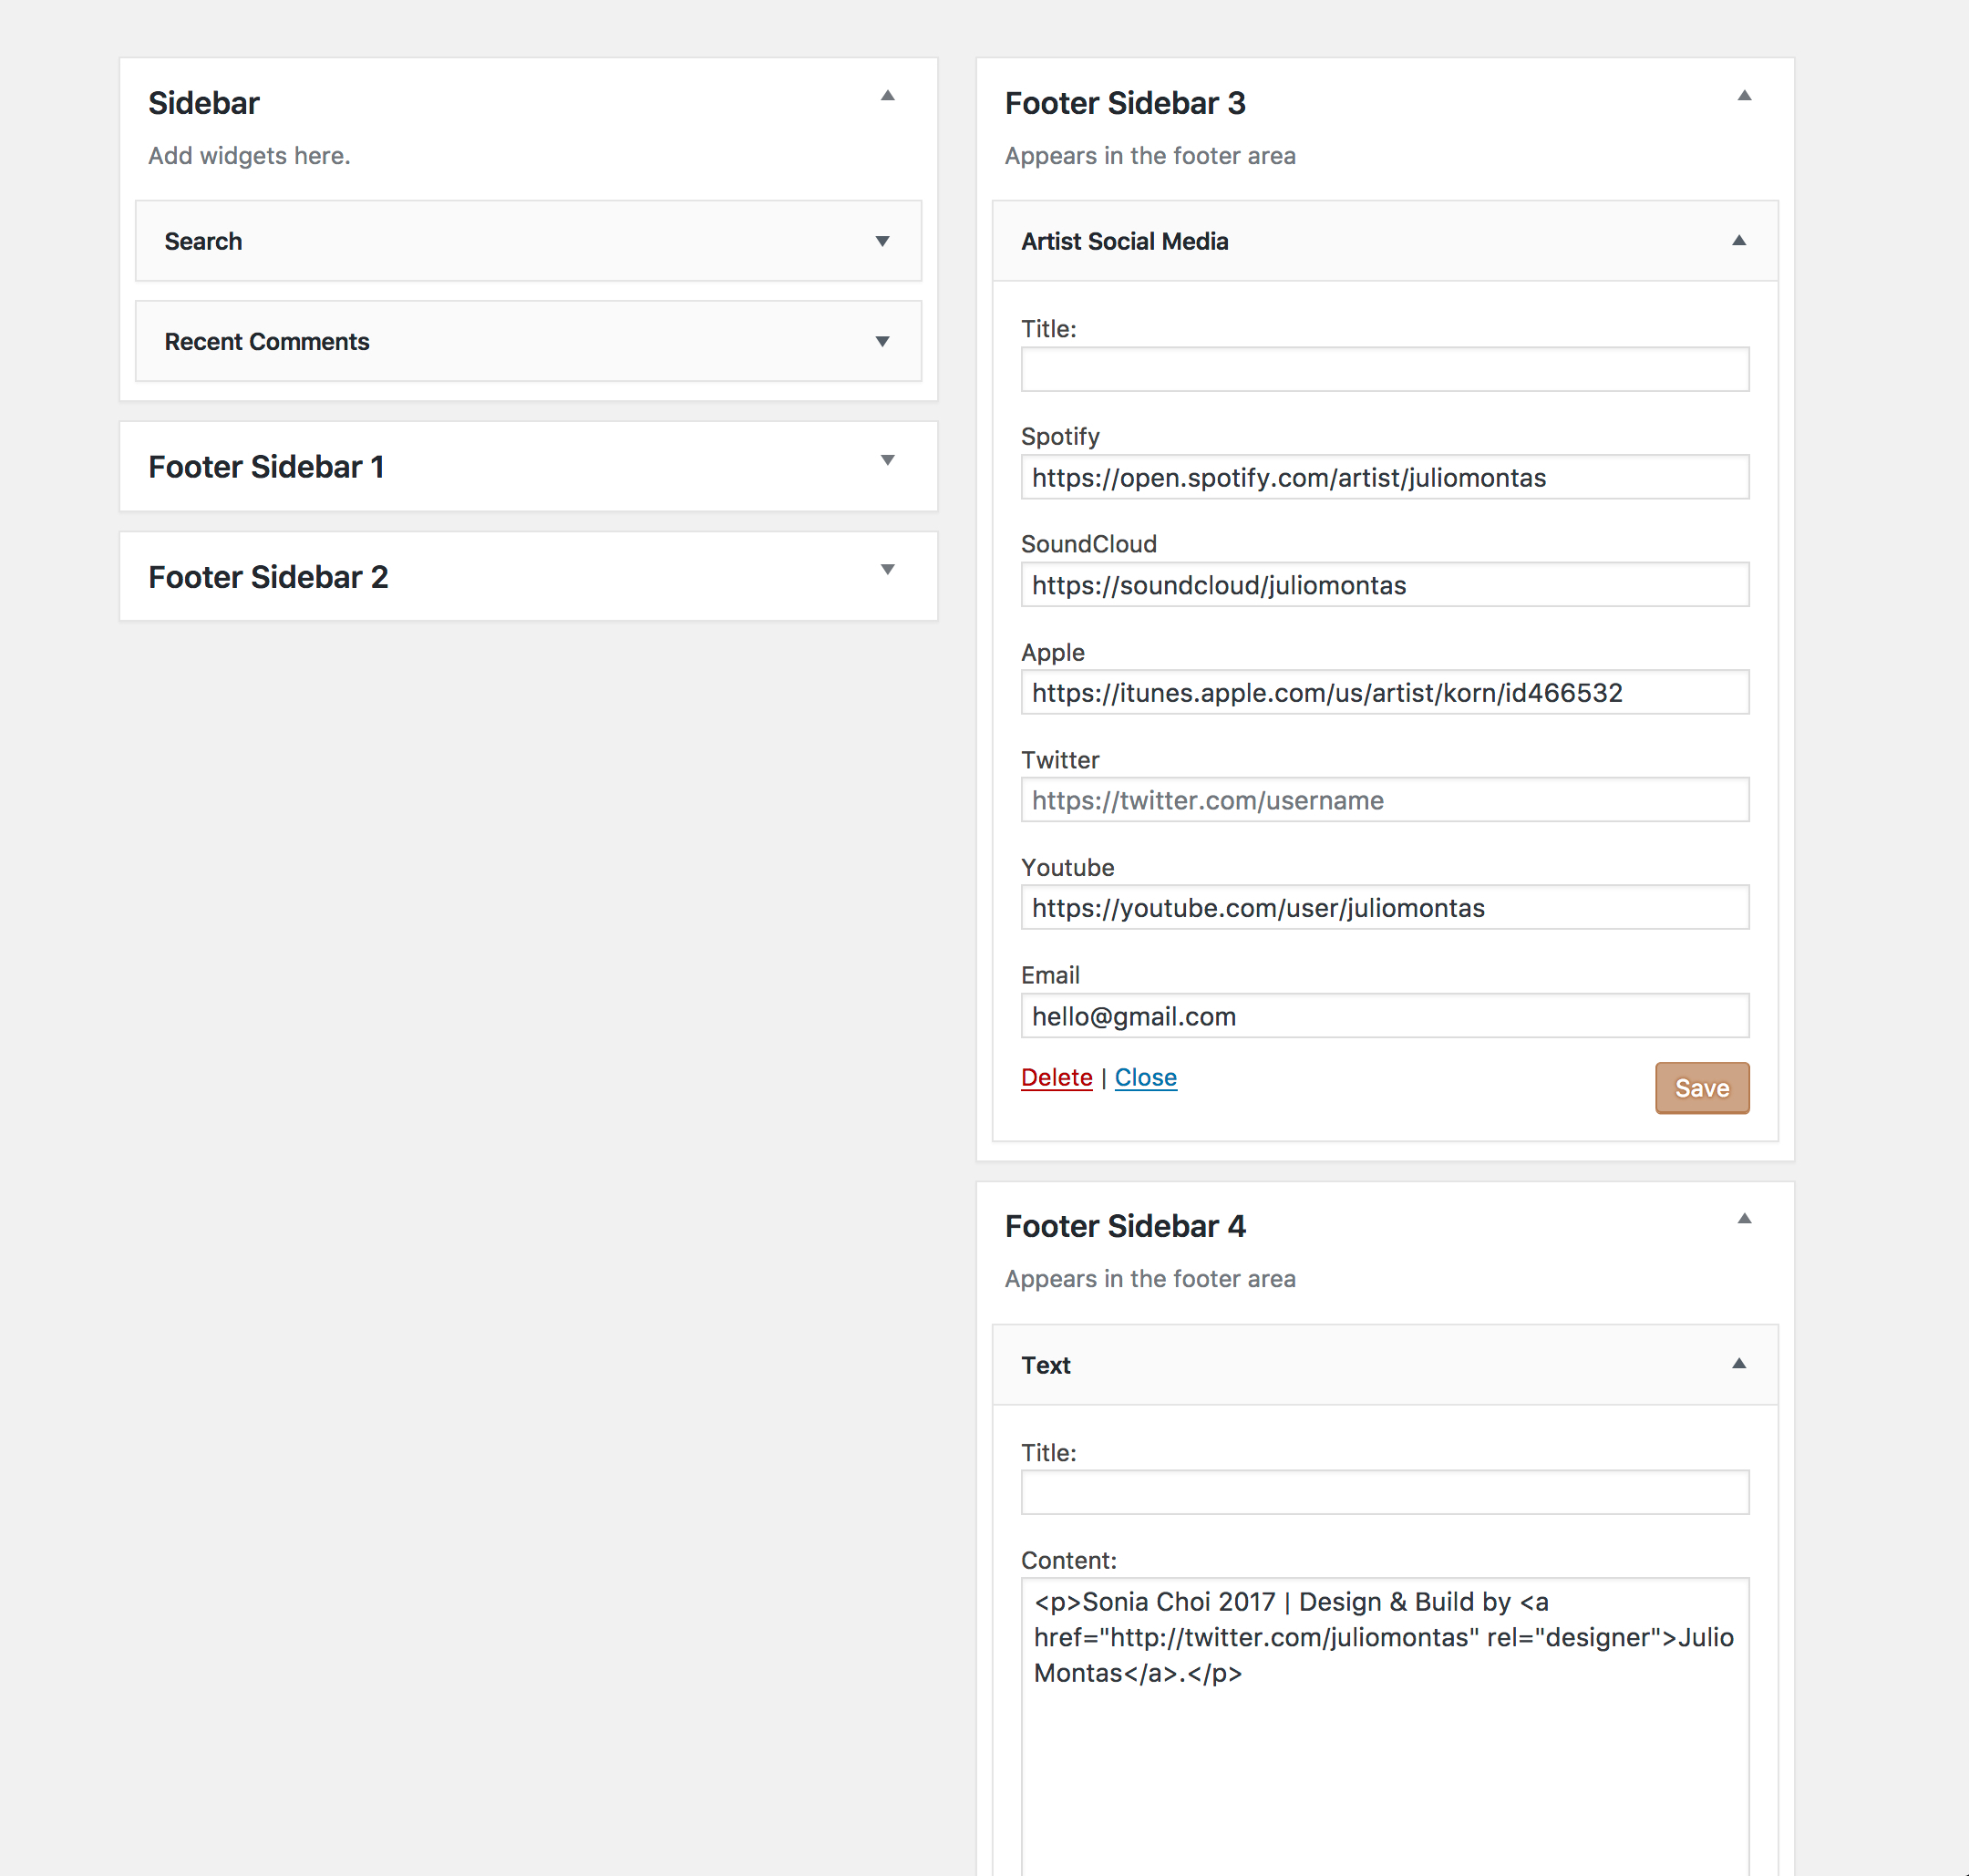 Sidebar
Add widgets here.
Search
Recent Comments
Footer Sidebar 1
Footer Sidebar 2
Footer Sidebar 3
Appears in the footer area
Artist Social Media
Title:
Spotify
https://open.spotify.com/artist/juliomontas
SoundCloud
https://soundcloud/juliomontas
Apple
https://itunes.apple.com/us/artist/korn/id466532
Twitter
https://twitter.com/username
Youtube
https://youtube.com/user/juliomontas
Email
hello@gmail.com
Delete | Close
Save
Footer Sidebar 4
Appears in the footer area
Text
Title:
Content:
<p>Sonia Choi 2017 | Design & Build by <a
href="http://twitter.com/juliomontas" rel="designer">Julio
Montas</a>.</p>